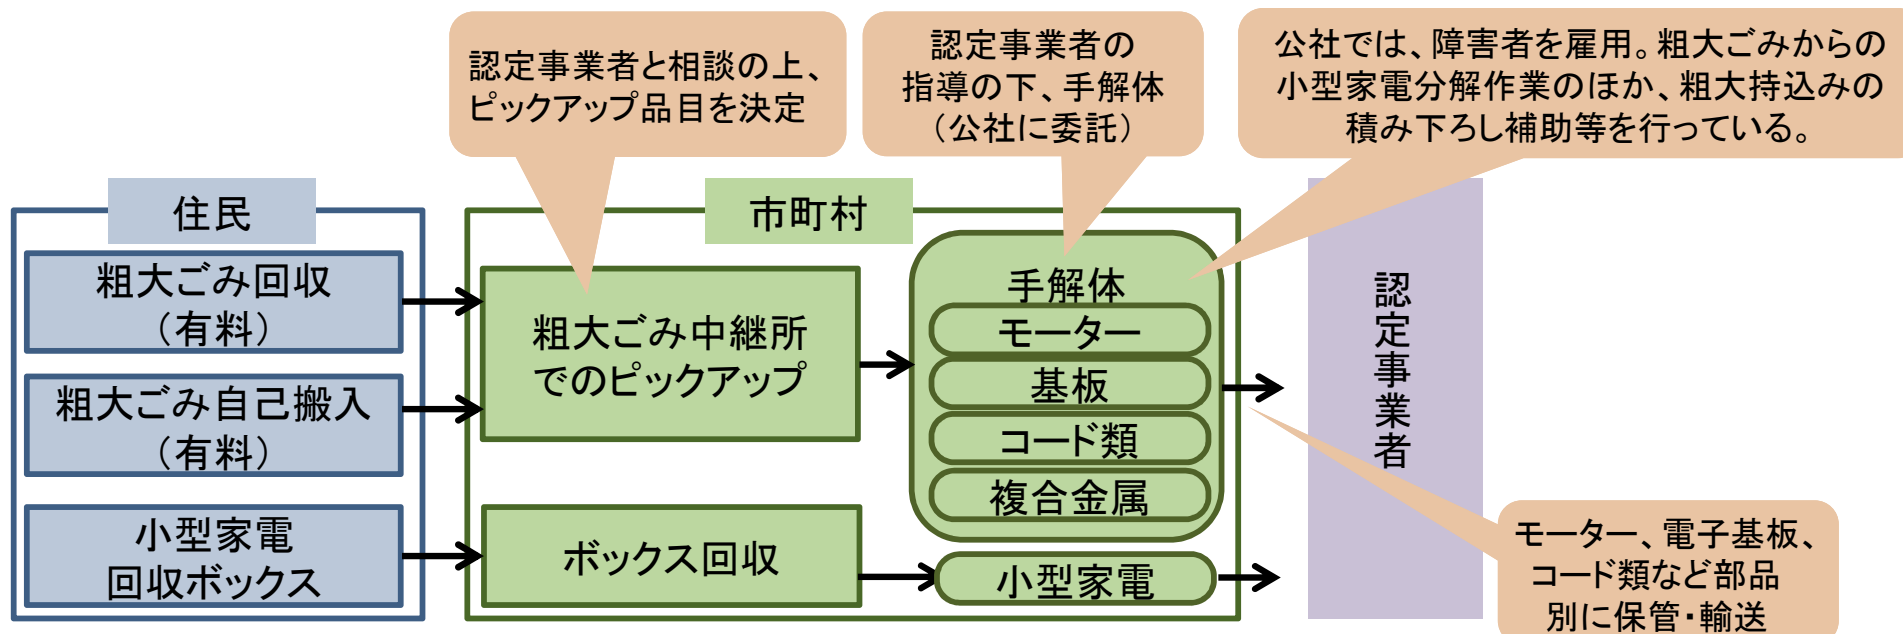 認定事業者と相談の上、
ピックアップ品目を決定
認定事業者の
指導の下、手解体
（公社に委託）
公社では、障害者を雇用。粗大ごみからの
小型家電分解作業のほか、粗大持込みの
積み下ろし補助等を行っている。
住民
粗大ごみ回収
（有料）
粗大ごみ自己搬入
（有料）
小型家電
回収ボックス
市町村
粗大ごみ中継所
でのピックアップ
ボックス回収
手解体
モーター
基板
コード類
複合金属
小型家電
認定事業者
モーター、電子基板、
コード類など部品
別に保管・輸送